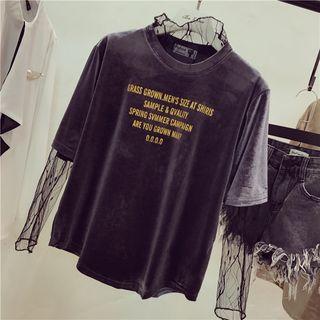 GRASS GROWN.MEN'S SIZE AT SHIRIS
SAMPLE & QVALITY
SPRING SVMMER CAMPAIGN
ARE YOU GROWN MAN?
0.0.0.0